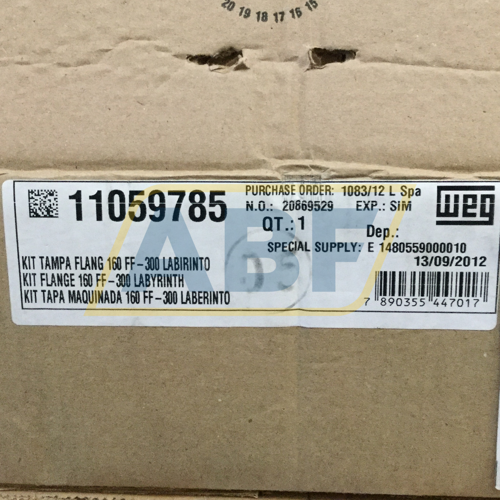 20 19 18 17 16 15
11059785
PURCHASE ORDER: 1083/12 L Spa
N.O.: 20869529 EXP.: SIM
QT.: 1
Dep.:
SPECIAL SUPPLY: E 1480559000010
13/09/2012
WEG
KIT TAMPA FLANG 160 FF-300 LABIRINTO
KIT FLANGE 160 FF-300 LABYRINTH
KIT TAPA MAQUINADA 160 FF-300 LABERINTO
7 890355 447017
ABF